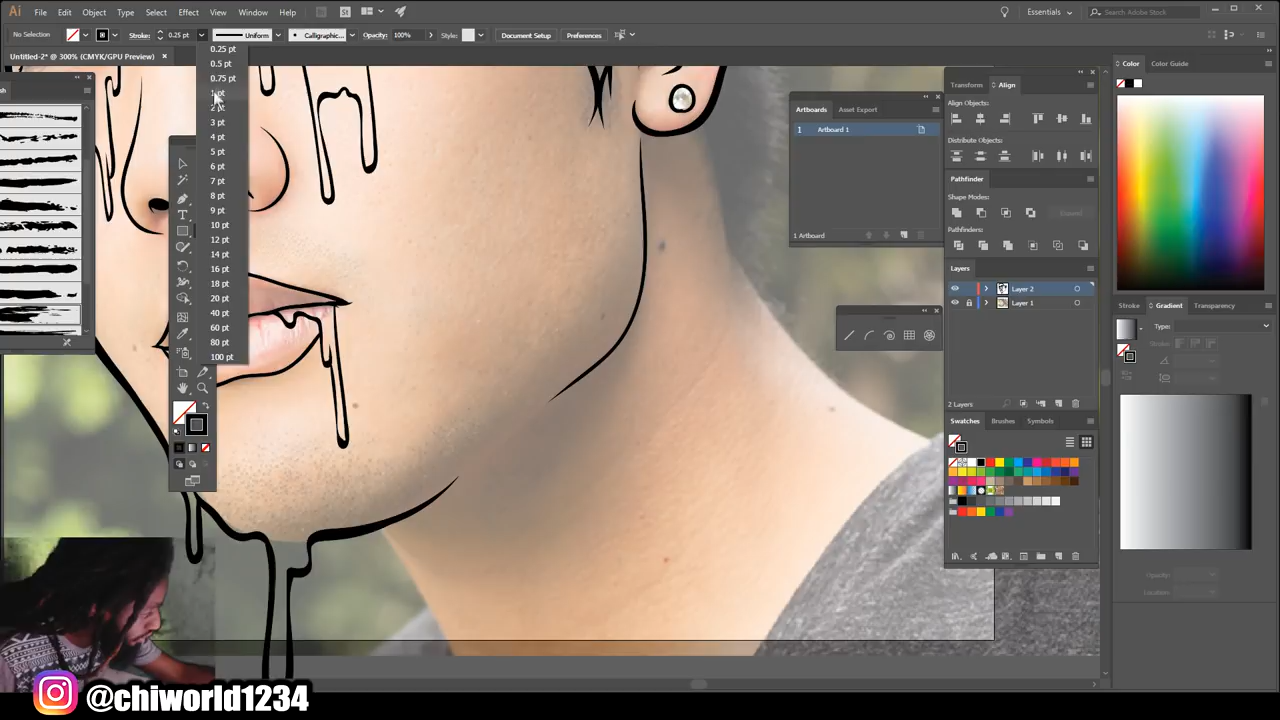 Ai File Edit Object Type Select Effect View Window Help St Essentials Search Adobe Stock
No Selection Stroke: 0.25 pt Uniform Calligraphic... Opacity: 100% Style: Document Setup Preferences
Untitled-2* @ 300% (CMYK/GPU Preview)
0.25 pt
0.5 pt
0.75 pt
2 pt
3 pt
4 pt
5 pt
6 pt
7 pt
8 pt
9 pt
10 pt
12 pt
14 pt
16 pt
18 pt
20 pt
40 pt
60 pt
80 pt
100 pt
Artboards Asset Export
1 Artboard 1
1 Artboard
Transform Align
Align Objects:
Distribute Objects:
Pathfinder
Shape Modes:
Expand
Pathfinders:
Layers
Layer 2
Layer 1
2 Layers
Swatches Brushes Symbols
Color Color Guide
Stroke Gradient Transparency
Type:
Stroke:
Opacity:
Location:
@chiworld1234